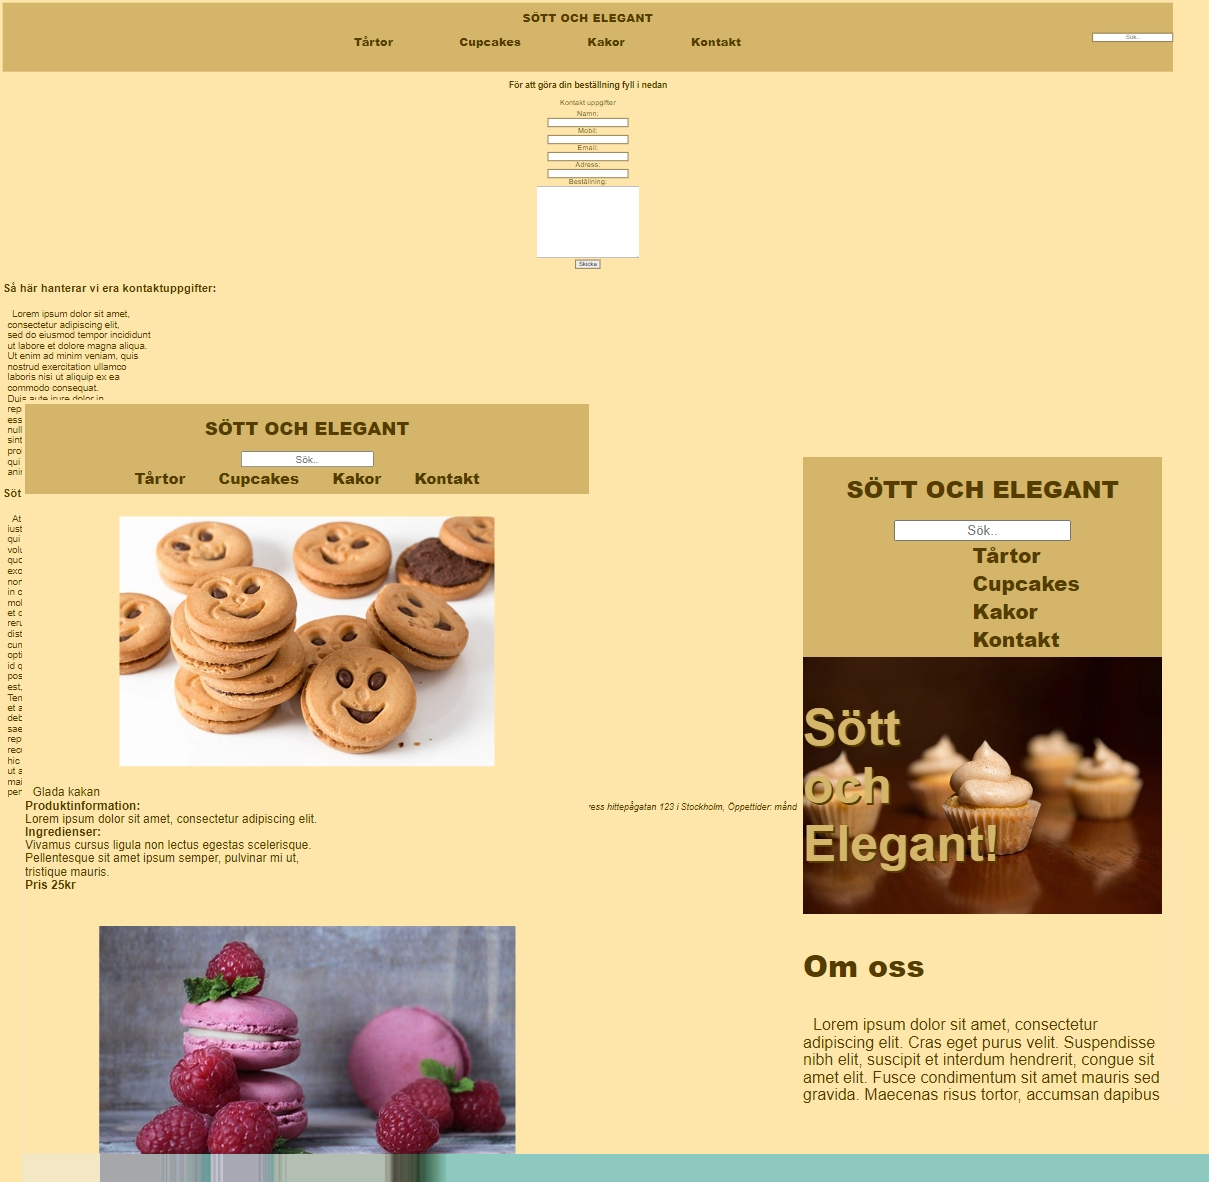 SÖTT OCH ELEGANT
Tårtor Cupcakes Kakor Kontakt
Sök..
För att göra din beställning fyll i nedan
Kontakt uppgifter
Namn:
Mobil:
Email:
Adress:
Beställning:
Skicka
Så här hanterar vi era kontaktuppgifter:
Lorem ipsum dolor sit amet,
consectetur adipiscing elit,
sed do eiusmod tempor incididunt
ut labore et dolore magna aliqua.
Ut enim ad minim veniam, quis
nostrud exercitation ullamco
laboris nisi ut aliquip ex ea
commodo consequat.
Duis aute irure dolor in
rep
ess
null
sint
pro
qui
ani
Söt
At
iust
qui
volu
quo
exc
non
in c
mol
et c
reru
dist
cun
opti
id q
pos
est,
Ten
et a
deb
sae
rep
recu
hic
ut a
mai
per
SÖTT OCH ELEGANT
Sök..
Tårtor Cupcakes Kakor Kontakt
Glada kakan
Produktinformation:
Lorem ipsum dolor sit amet, consectetur adipiscing elit.
Ingredienser:
Vivamus cursus ligula non lectus egestas scelerisque.
Pellentesque sit amet ipsum semper, pulvinar mi ut,
tristique mauris.
Pris 25kr
ress hittepågatan 123 i Stockholm, Öppettider: månd
SÖTT OCH ELEGANT
Sök..
Tårtor
Cupcakes
Kakor
Kontakt
Sött
och
Elegant!
Om oss
Lorem ipsum dolor sit amet, consectetur
adipiscing elit. Cras eget purus velit. Suspendisse
nibh elit, suscipit et interdum hendrerit, congue sit
amet elit. Fusce condimentum sit amet mauris sed
gravida. Maecenas risus tortor, accumsan dapibus